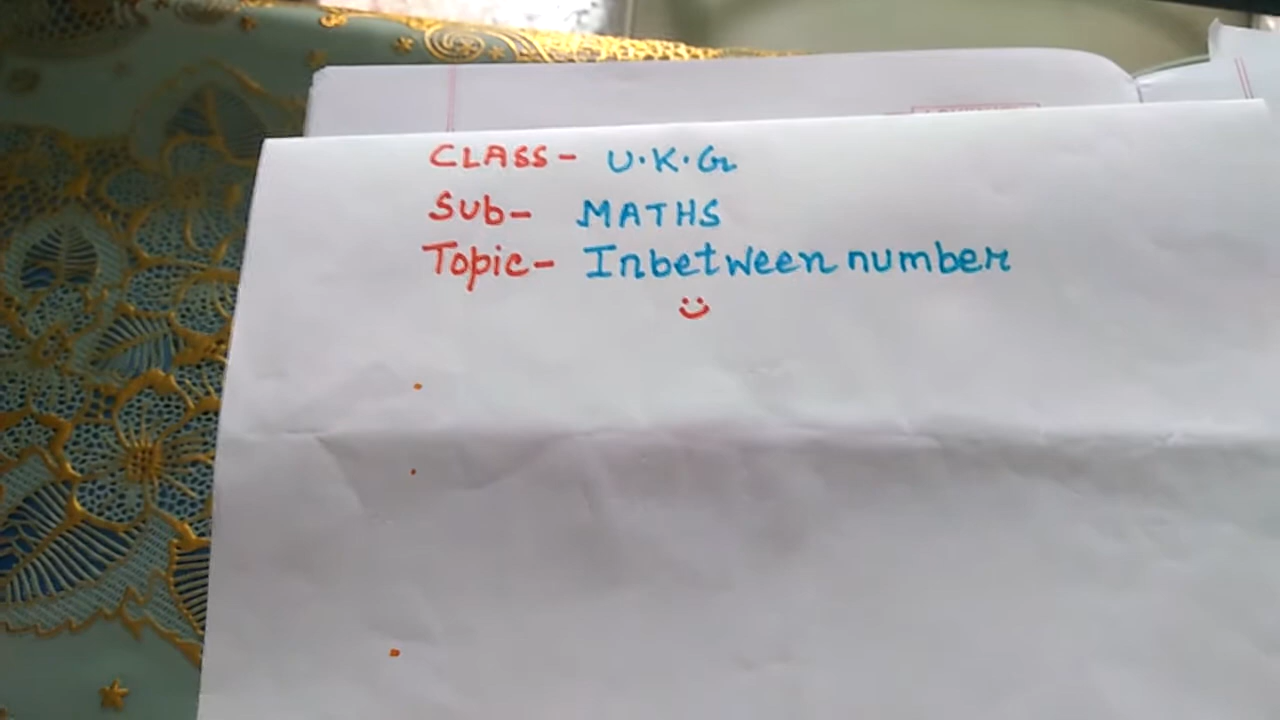 CLASS- U.K.G
Sub- MATHS
Topic- Inbetween number